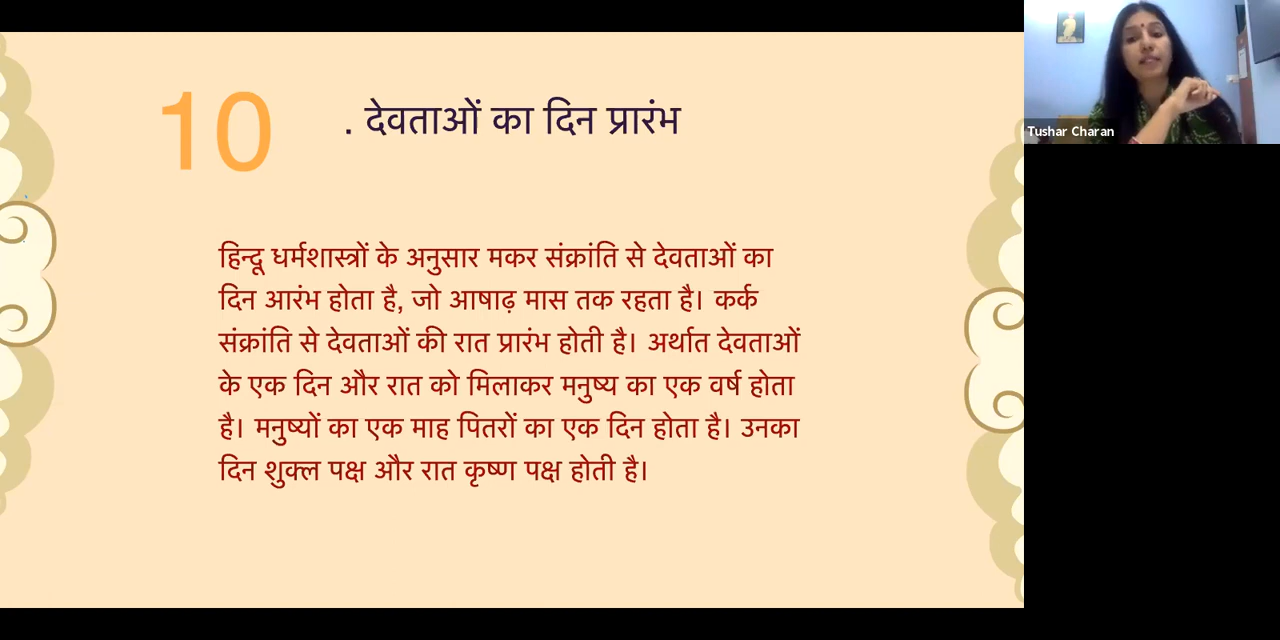 10
. देवताओं का दिन प्रारंभ
हिन्दू धर्मशास्त्रों के अनुसार मकर संक्रांति से देवताओं का
दिन आरंभ होता है, जो आषाढ़ मास तक रहता है। कर्क
संक्रांति से देवताओं की रात प्रारंभ होती है। अर्थात देवताओं
के एक दिन और रात को मिलाकर मनुष्य का एक वर्ष होता
है। मनुष्यों का एक माह पितरों का एक दिन होता है। उनका
दिन शुक्ल पक्ष और रात कृष्ण पक्ष होती है।
Tushar Charan